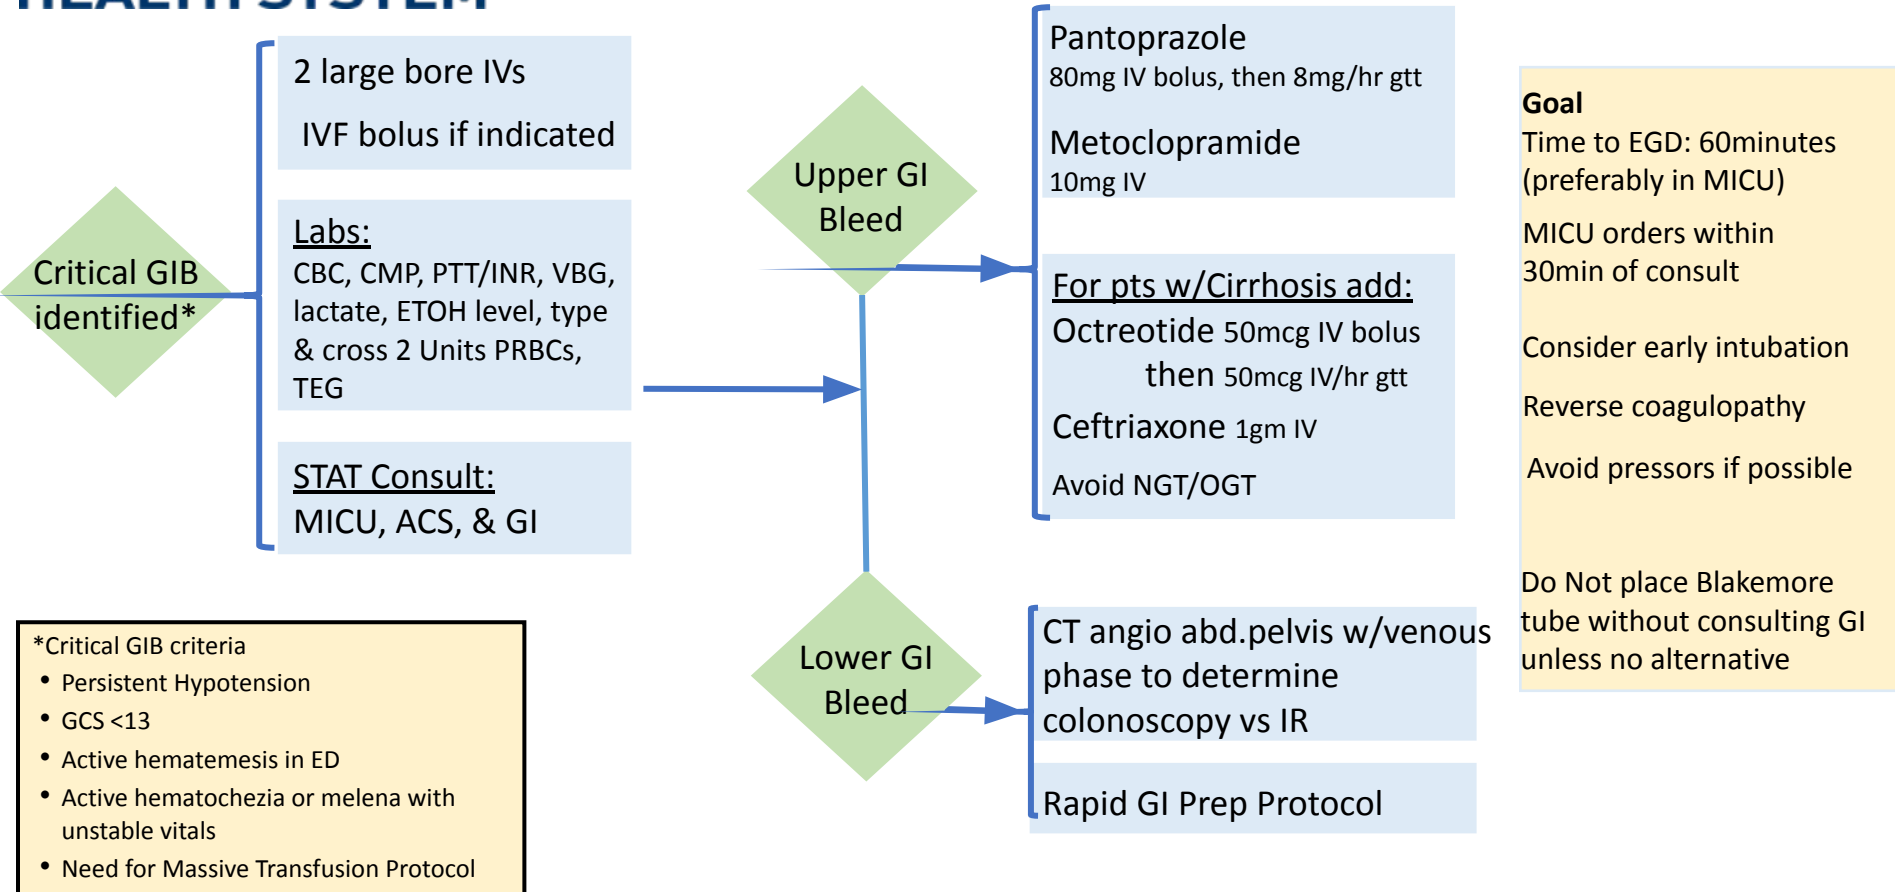 HEALTH SYSTEM
2 large bore IVs
IVF bolus if indicated
Critical GIB
identified*
Labs:
CBC, CMP, PTT/INR, VBG,
lactate, ETOH level, type
& cross 2 Units PRBCs,
TEG
STAT Consult:
MICU, ACS, & GI
*Critical GIB criteria
• Persistent Hypotension
• GCS <13
• Active hematemesis in ED
• Active hematochezia or melena with
unstable vitals
• Need for Massive Transfusion Protocol
Upper GI
Bleed
Pantoprazole
80mg IV bolus, then 8mg/hr gtt
Metoclopramide
10mg IV
For pts w/Cirrhosis add:
Octreotide 50mcg IV bolus
then 50mcg IV/hr gtt
Ceftriaxone 1gm IV
Avoid NGT/OGT
Lower GI
Bleed
CT angio abd.pelvis w/venous
phase to determine
colonoscopy vs IR
Rapid GI Prep Protocol
Goal
Time to EGD: 60minutes
(preferably in MICU)
MICU orders within
30min of consult
Consider early intubation
Reverse coagulopathy
Avoid pressors if possible
Do Not place Blakemore
tube without consulting GI
unless no alternative